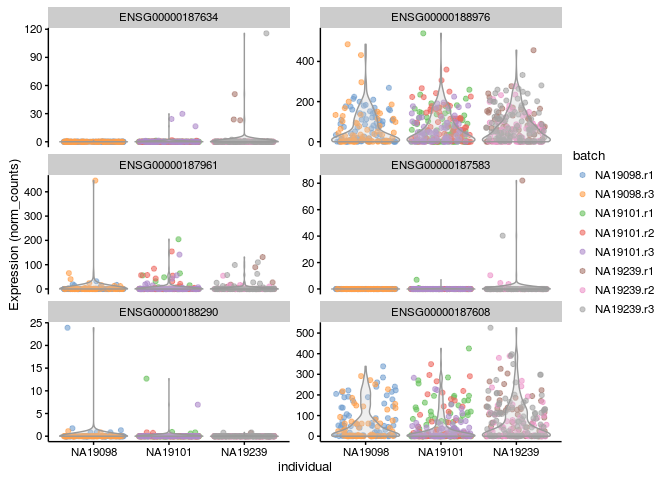 ENSG00000187634
ENSG00000188976
120
90
60
30
0
400
200
0
ENSG00000187961
ENSG00000187583
400
300
200
100
0
80
60
40
20
0
ENSG00000188290
ENSG00000187608
25
20
15
10
5
0
500
400
300
200
100
0
NA19098 NA19101 NA19239
NA19098 NA19101 NA19239
individual
Expression (norm_counts)
batch
NA19098.r1
NA19098.r3
NA19101.r1
NA19101.r2
NA19101.r3
NA19239.r1
NA19239.r2
NA19239.r3